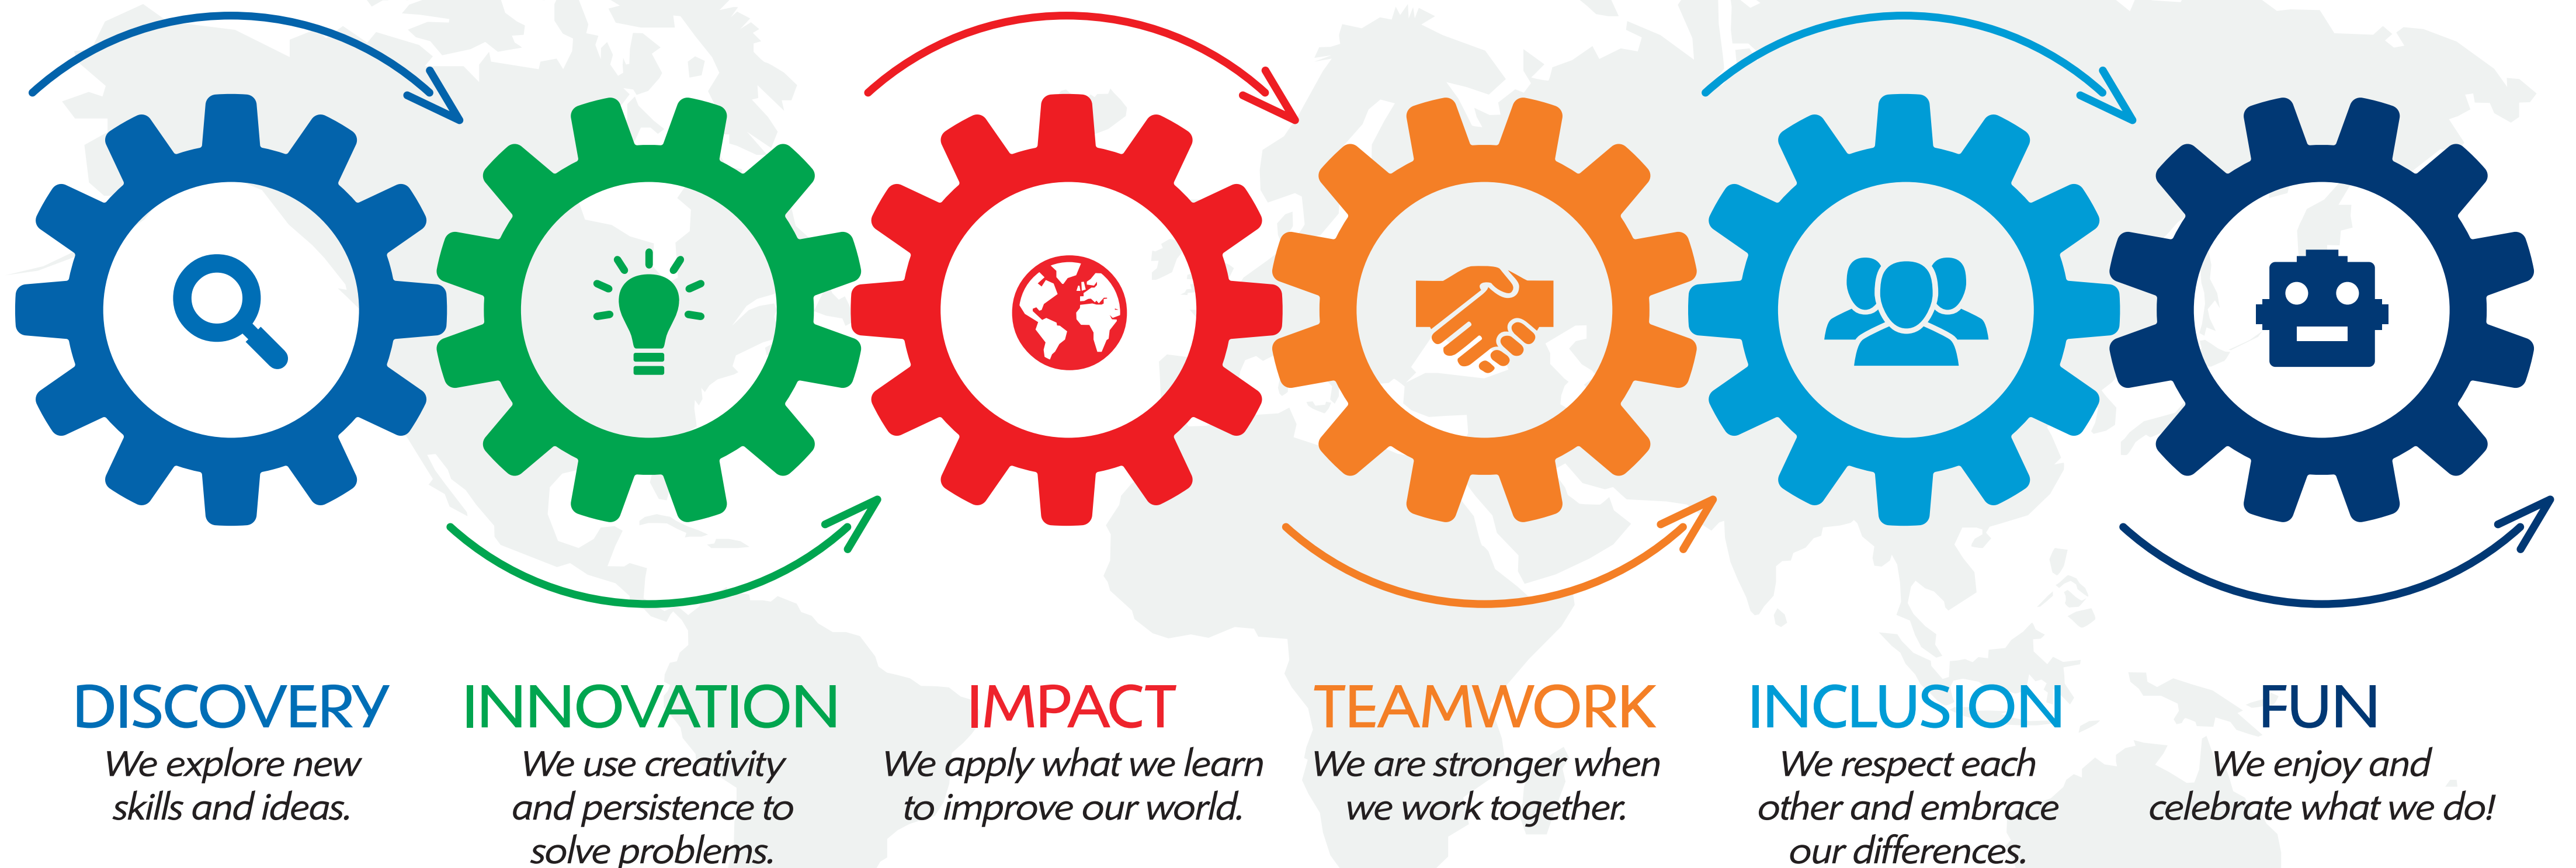 DISCOVERY
We explore new
skills and ideas.
INNOVATION
We use creativity
and persistence to
solve problems.
IMPACT
We apply what we learn
to improve our world.
TEAMWORK
We are stronger when
we work together.
INCLUSION
We respect each
other and embrace
our differences.
FUN
We enjoy and
celebrate what we do!